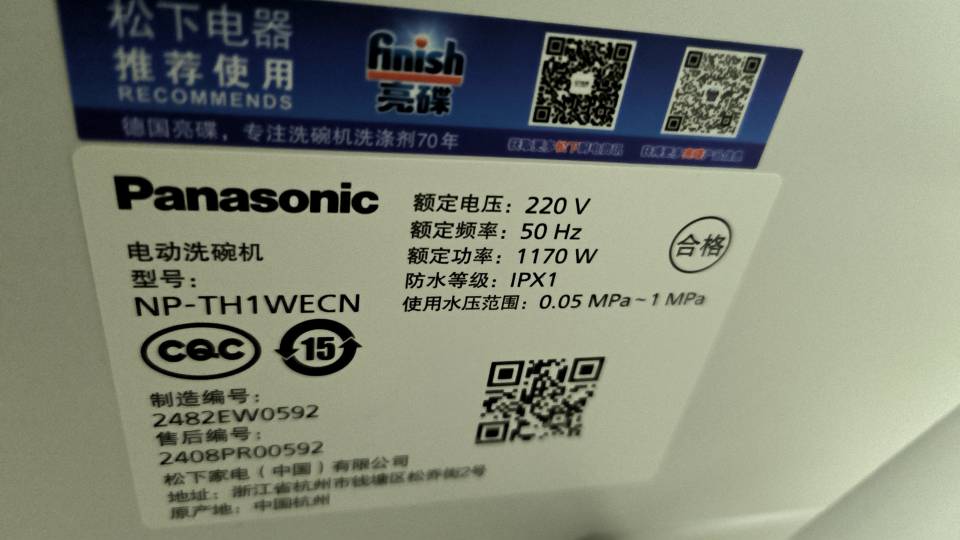 松下电器
推荐使用
RECOMMENDS
finish
亮碟
德国亮碟，专注洗碗机洗涤剂70年
Panasonic
电动洗碗机
型号：
NP-TH1WECN
额定电压：220 V
额定频率：50 Hz
额定功率：1170 W
防水等级：IPX1
使用水压范围：0.05 MPa~1 MPa
合格
CQC
15
制造编号：
2482EW0592
售后编号：
2408PR00592
松下家电（中国）有限公司
地址：浙江省杭州市钱塘区松乔街2号
原产地：中国杭州